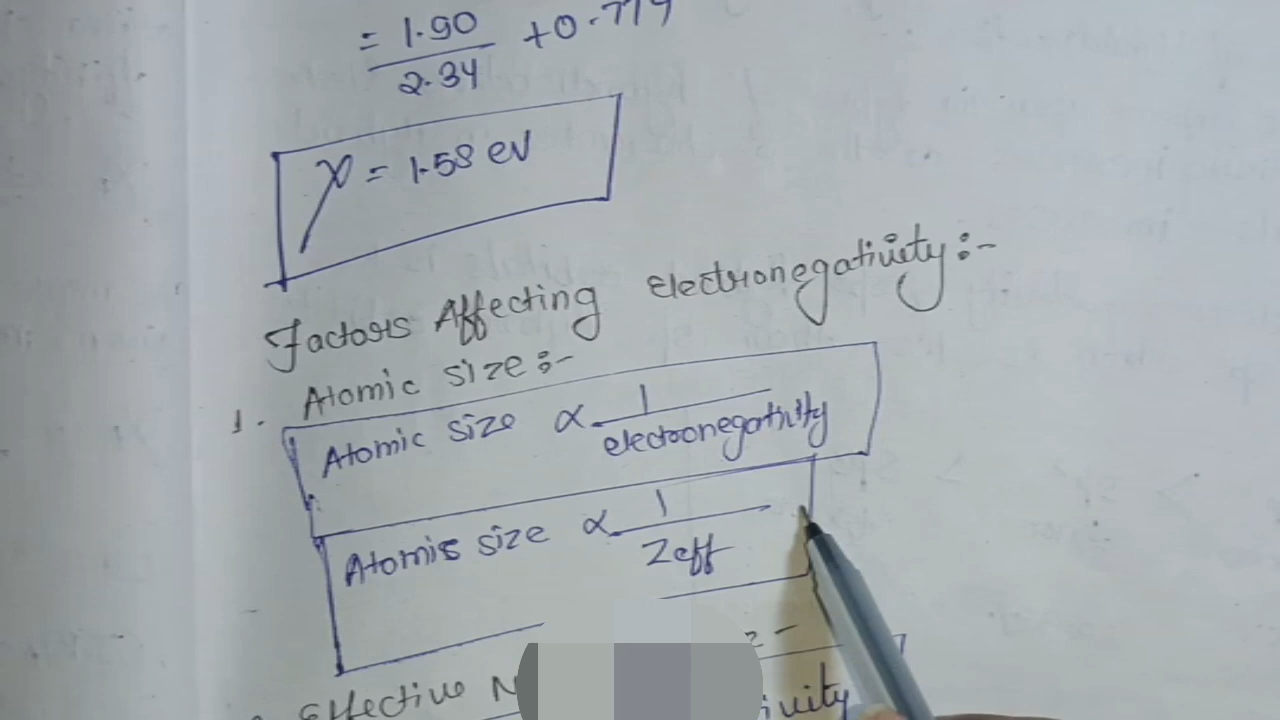 = 1.90 / 2.34 + 0.779
χ = 1.58 eV
Factors Affecting electronegativity:-
1. Atomic size:-
Atomic size ∝ 1 / electronegativity
Atomic size ∝ 1 / Zeff
Effective